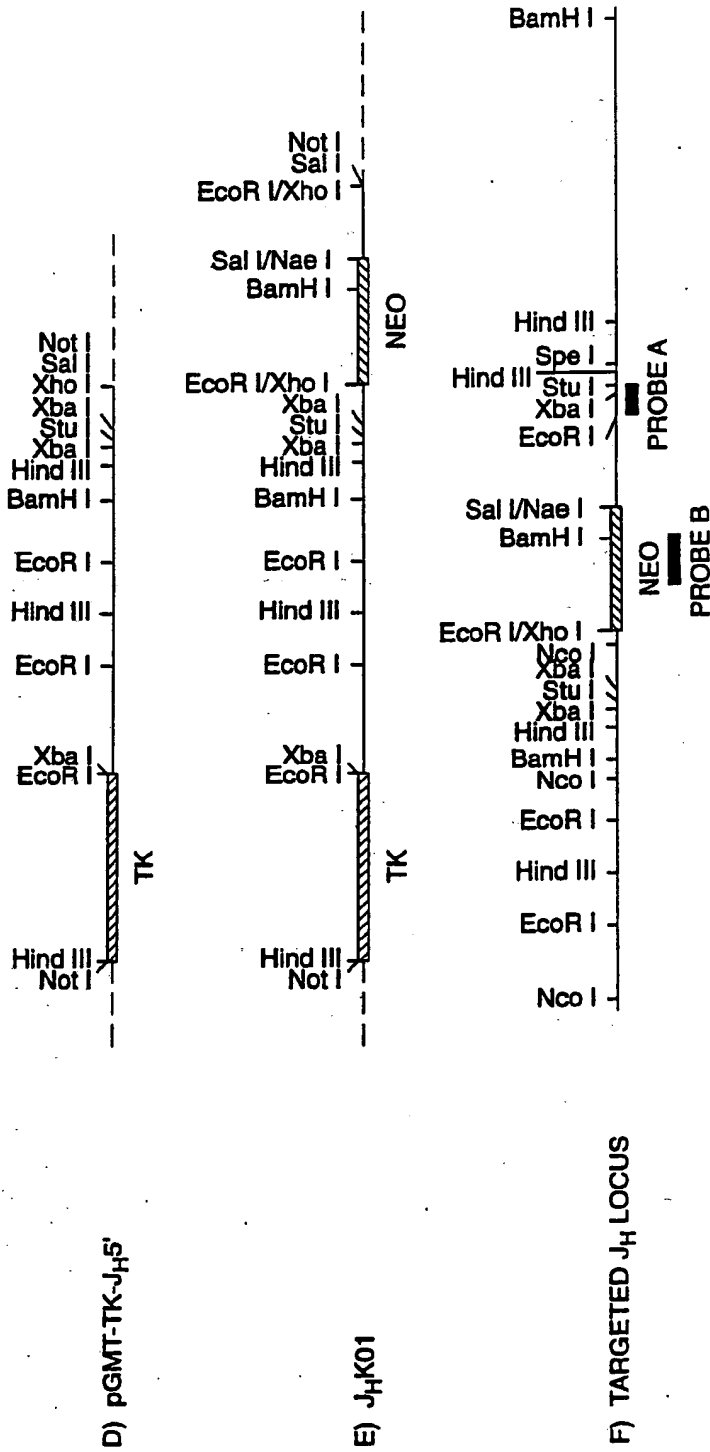 D) pGMT-TK-JH5'
Not I
Hind III
TK
EcoR I
Xba I
EcoR I
Hind III
EcoR I
BamH I
Hind III
Xba I
Stu I
Xba I
Xho I
Sal I
Not I
E) JHK01
Not I
Hind III
TK
EcoR I
Xba I
EcoR I
Hind III
EcoR I
BamH I
Hind III
Xba I
Stu I
Xba I
EcoR I/Xho I
NEO
BamH I
Sal I/Nae I
EcoR I/Xho I
Sal I
Not I
F) TARGETED JH LOCUS
Nco I
EcoR I
Hind III
EcoR I
Nco I
BamH I
Hind III
Xba I
Stu I
Xba I
Nco I
EcoR I/Xho I
NEO
PROBE B
BamH I
Sal I/Nae I
EcoR I
Xba I
Stu I
Hind III
PROBE A
Spe I
Hind III
BamH I